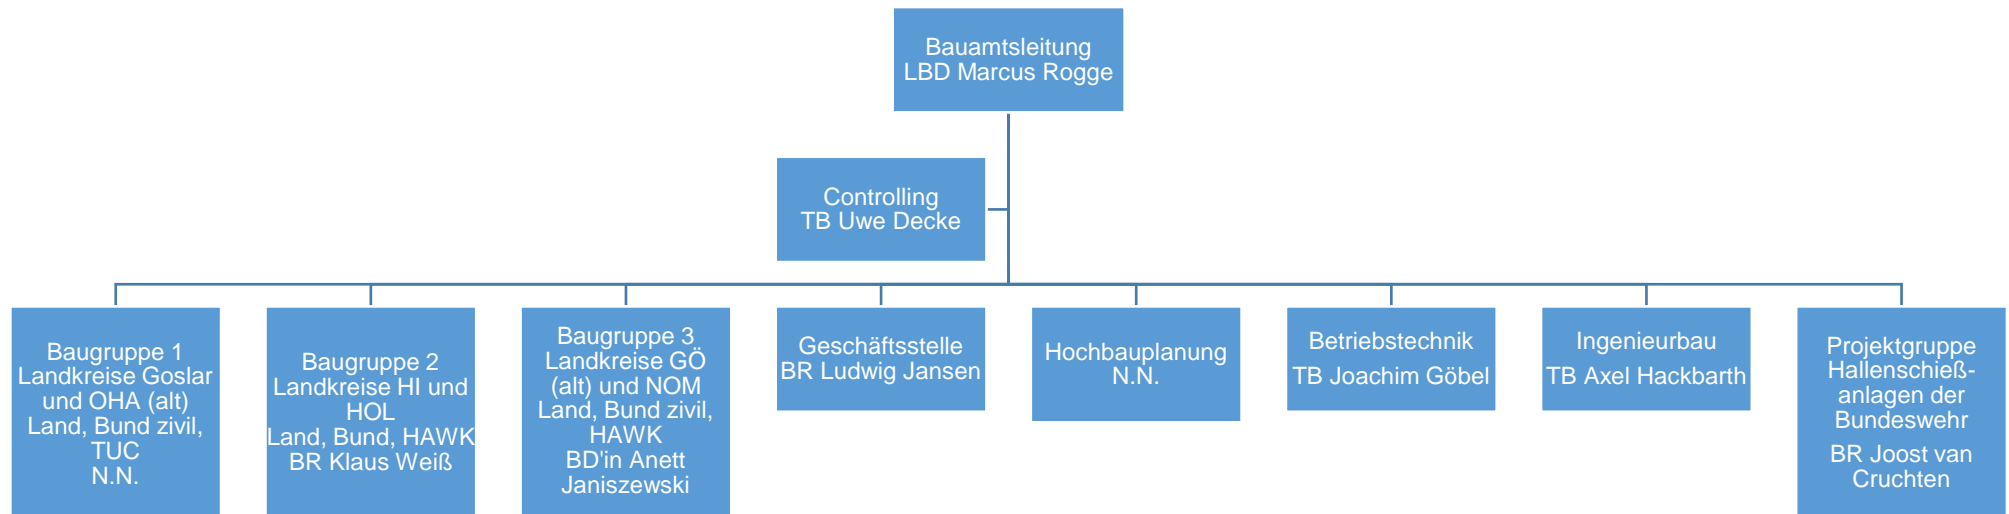 Bauamtsleitung
LBD Marcus Rogge
Controlling
TB Uwe Decke
Baugruppe 1
Landkreise Goslar
und OHA (alt)
Land, Bund zivil,
TUC
N.N.
Baugruppe 2
Landkreise HI und
HOL
Land, Bund, HAWK
BR Klaus Weiß
Baugruppe 3
Landkreise GÖ
(alt) und NOM
Land, Bund zivil,
HAWK
BD'in Anett
Janiszewski
Geschäftsstelle
BR Ludwig Jansen
Hochbauplanung
N.N.
Betriebstechnik
TB Joachim Göbel
Ingenieurbau
TB Axel Hackbarth
Projektgruppe
Hallenschieß-
anlagen der
Bundeswehr
BR Joost van
Cruchten